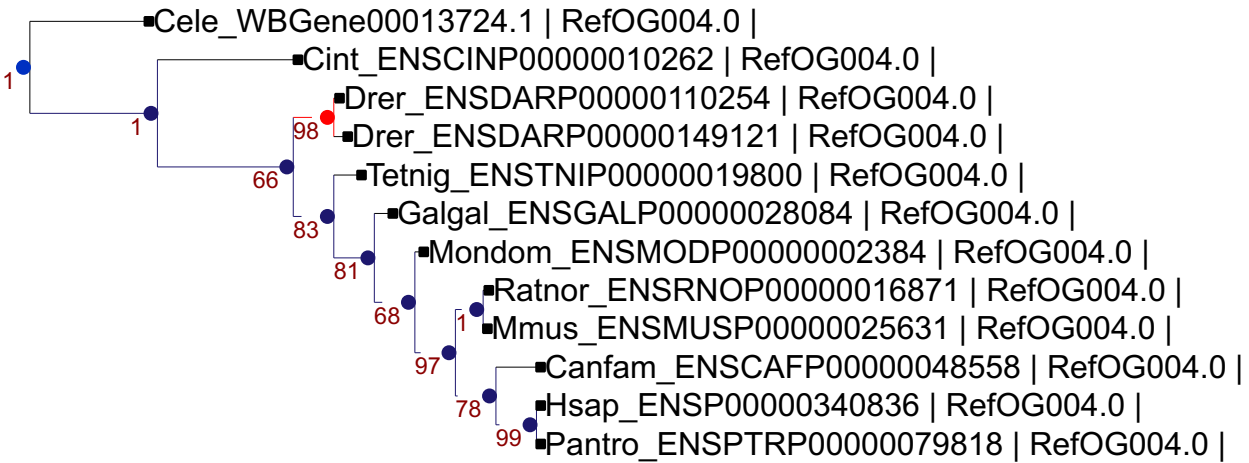 Cele_WBGene00013724.1 | RefOG004.0 |
Cint_ENSCINP00000010262 | RefOG004.0 |
1
Drer_ENSDARP00000110254 | RefOG004.0 |
1
98
Drer_ENSDARP00000149121 | RefOG004.0 |
66
Tetnig_ENSTNIP00000019800 | RefOG004.0 |
83
Galgal_ENSGALP00000028084 | RefOG004.0 |
81
Mondom_ENSMODP00000002384 | RefOG004.0 |
68
Ratnor_ENSRNOP00000016871 | RefOG004.0 |
1
Mmus_ENSMUSP00000025631 | RefOG004.0 |
97
Canfam_ENSCAFP00000048558 | RefOG004.0 |
78
Hsap_ENSP00000340836 | RefOG004.0 |
99
Pantro_ENSPTRP00000079818 | RefOG004.0 |